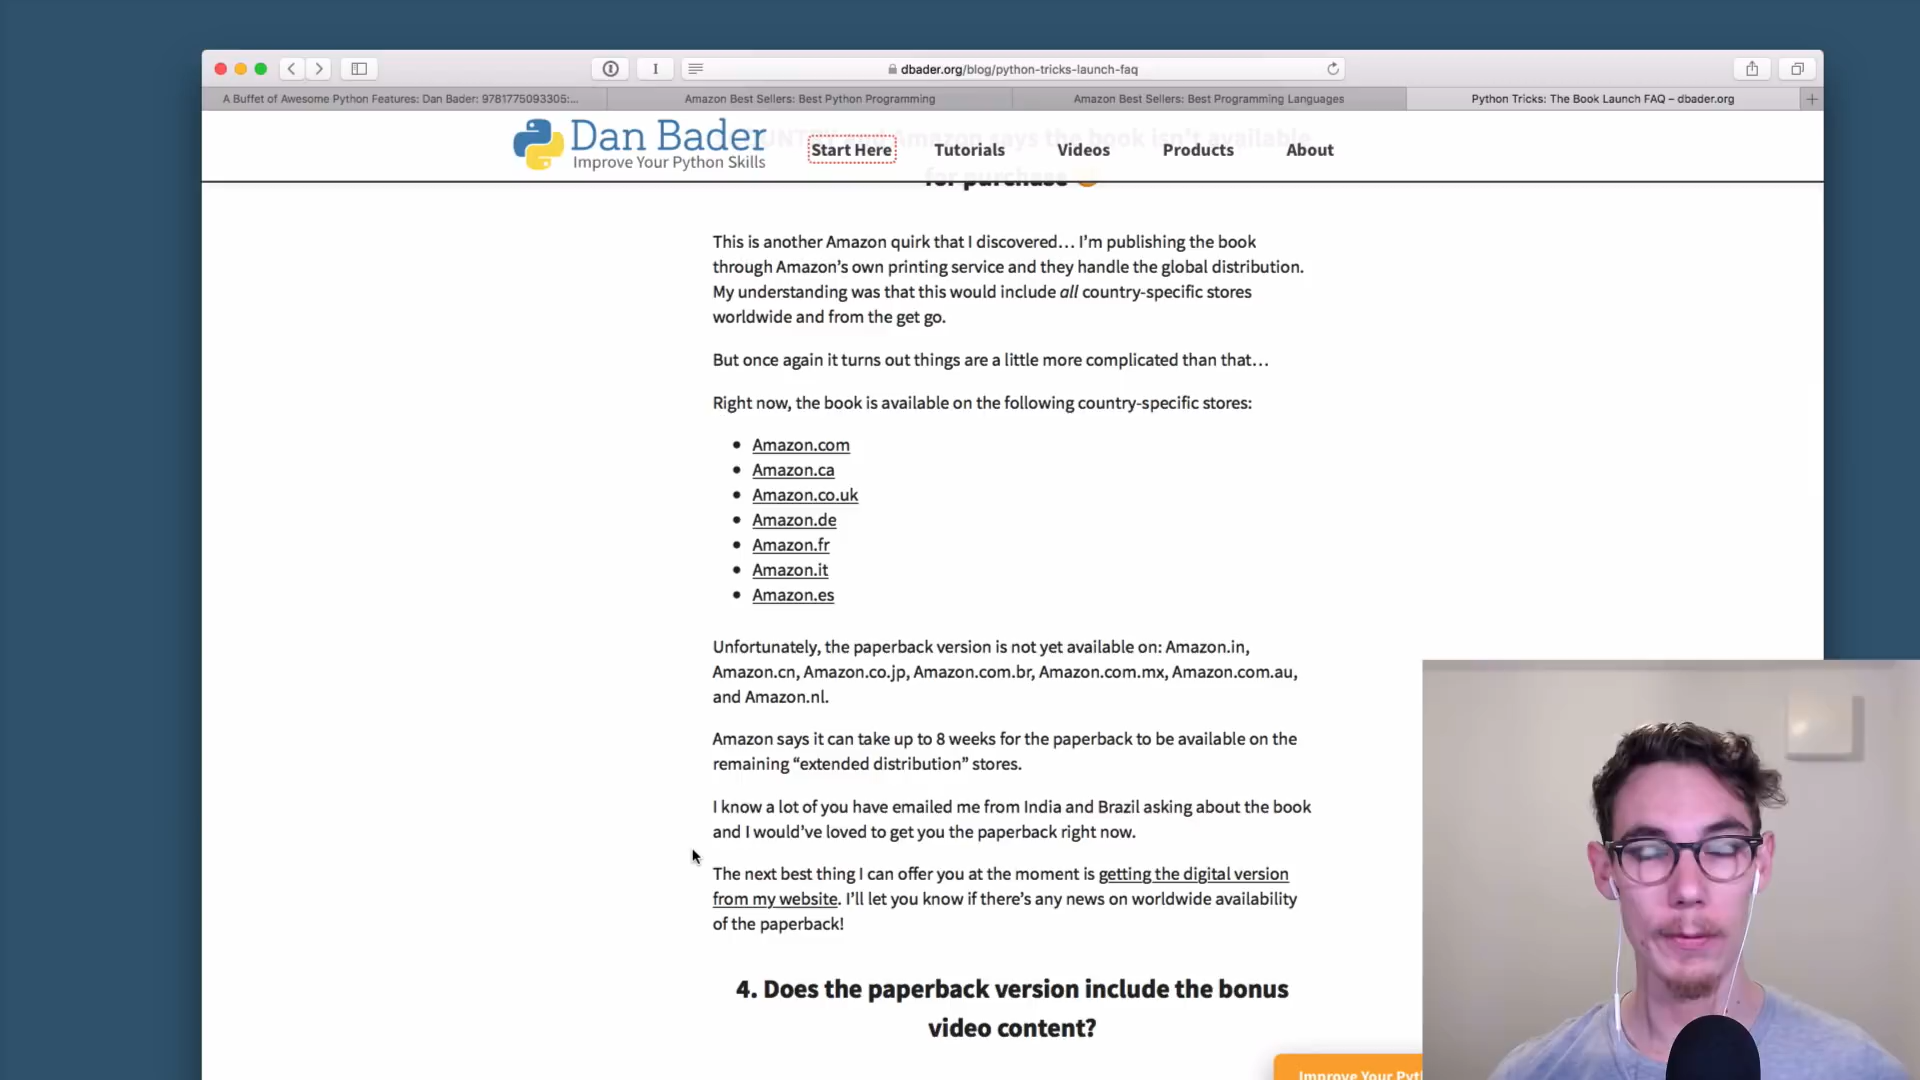 dbader.org/blog/python-tricks-launch-faq
A Buffet of Awesome Python Features: Dan Bader: 9781775093305:...
Amazon Best Sellers: Best Python Programming
Amazon Best Sellers: Best Programming Languages
Python Tricks: The Book Launch FAQ – dbader.org
Dan Bader
Improve Your Python Skills
Start Here
Tutorials
Videos
Products
About
Amazon says the book isn't available
for purchase
This is another Amazon quirk that I discovered… I'm publishing the book
through Amazon's own printing service and they handle the global distribution.
My understanding was that this would include all country-specific stores
worldwide and from the get go.
But once again it turns out things are a little more complicated than that…
Right now, the book is available on the following country-specific stores:
• Amazon.com
• Amazon.ca
• Amazon.co.uk
• Amazon.de
• Amazon.fr
• Amazon.it
• Amazon.es
Unfortunately, the paperback version is not yet available on: Amazon.in,
Amazon.cn, Amazon.co.jp, Amazon.com.br, Amazon.com.mx, Amazon.com.au,
and Amazon.nl.
Amazon says it can take up to 8 weeks for the paperback to be available on the
remaining “extended distribution” stores.
I know a lot of you have emailed me from India and Brazil asking about the book
and I would've loved to get you the paperback right now.
The next best thing I can offer you at the moment is getting the digital version
from my website. I'll let you know if there's any news on worldwide availability
of the paperback!
4. Does the paperback version include the bonus
video content?
Improve Your Pyt